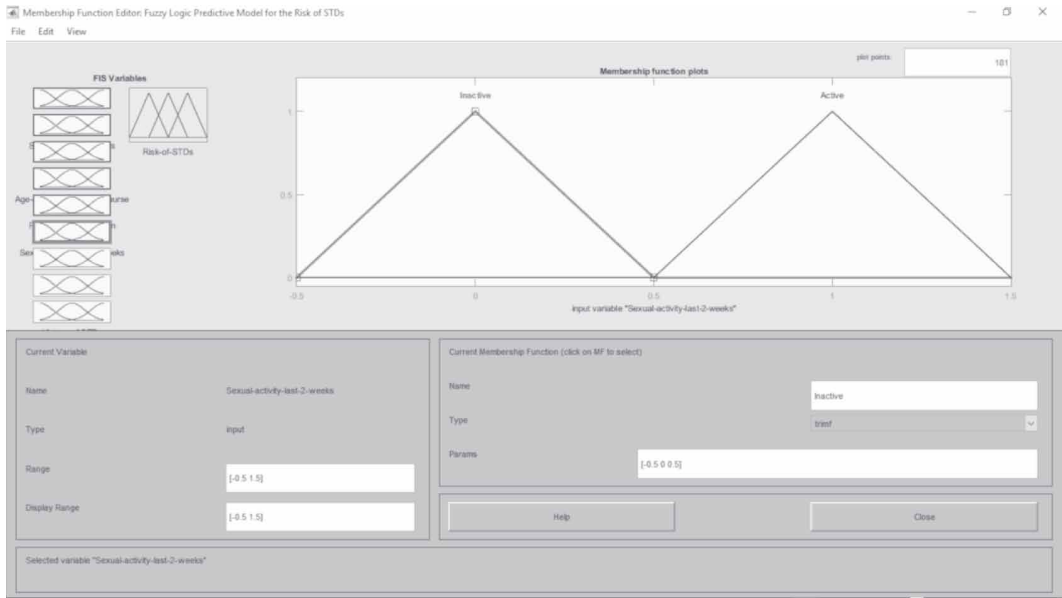 Membership Function Editor: Fuzzy Logic Predictive Model for the Risk of STDs
File Edit View
FIS Variables
Risk-of-STDs
Age-
urse
Sex
eks
plot points:
181
Membership function plots
Inactive
Active
1
0.5
0
-0.5
0
0.5
1
1.5
input variable "Sexual-activity-last-2-weeks"
Current Variable
Name
Sexual-activity-last-2-weeks
Type
input
Range
[-0.5 1.5]
Display Range
[-0.5 1.5]
Current Membership Function (click on MF to select)
Name
Inactive
Type
trimf
Params
[-0.5 0 0.5]
Help
Close
Selected variable "Sexual-activity-last-2-weeks"